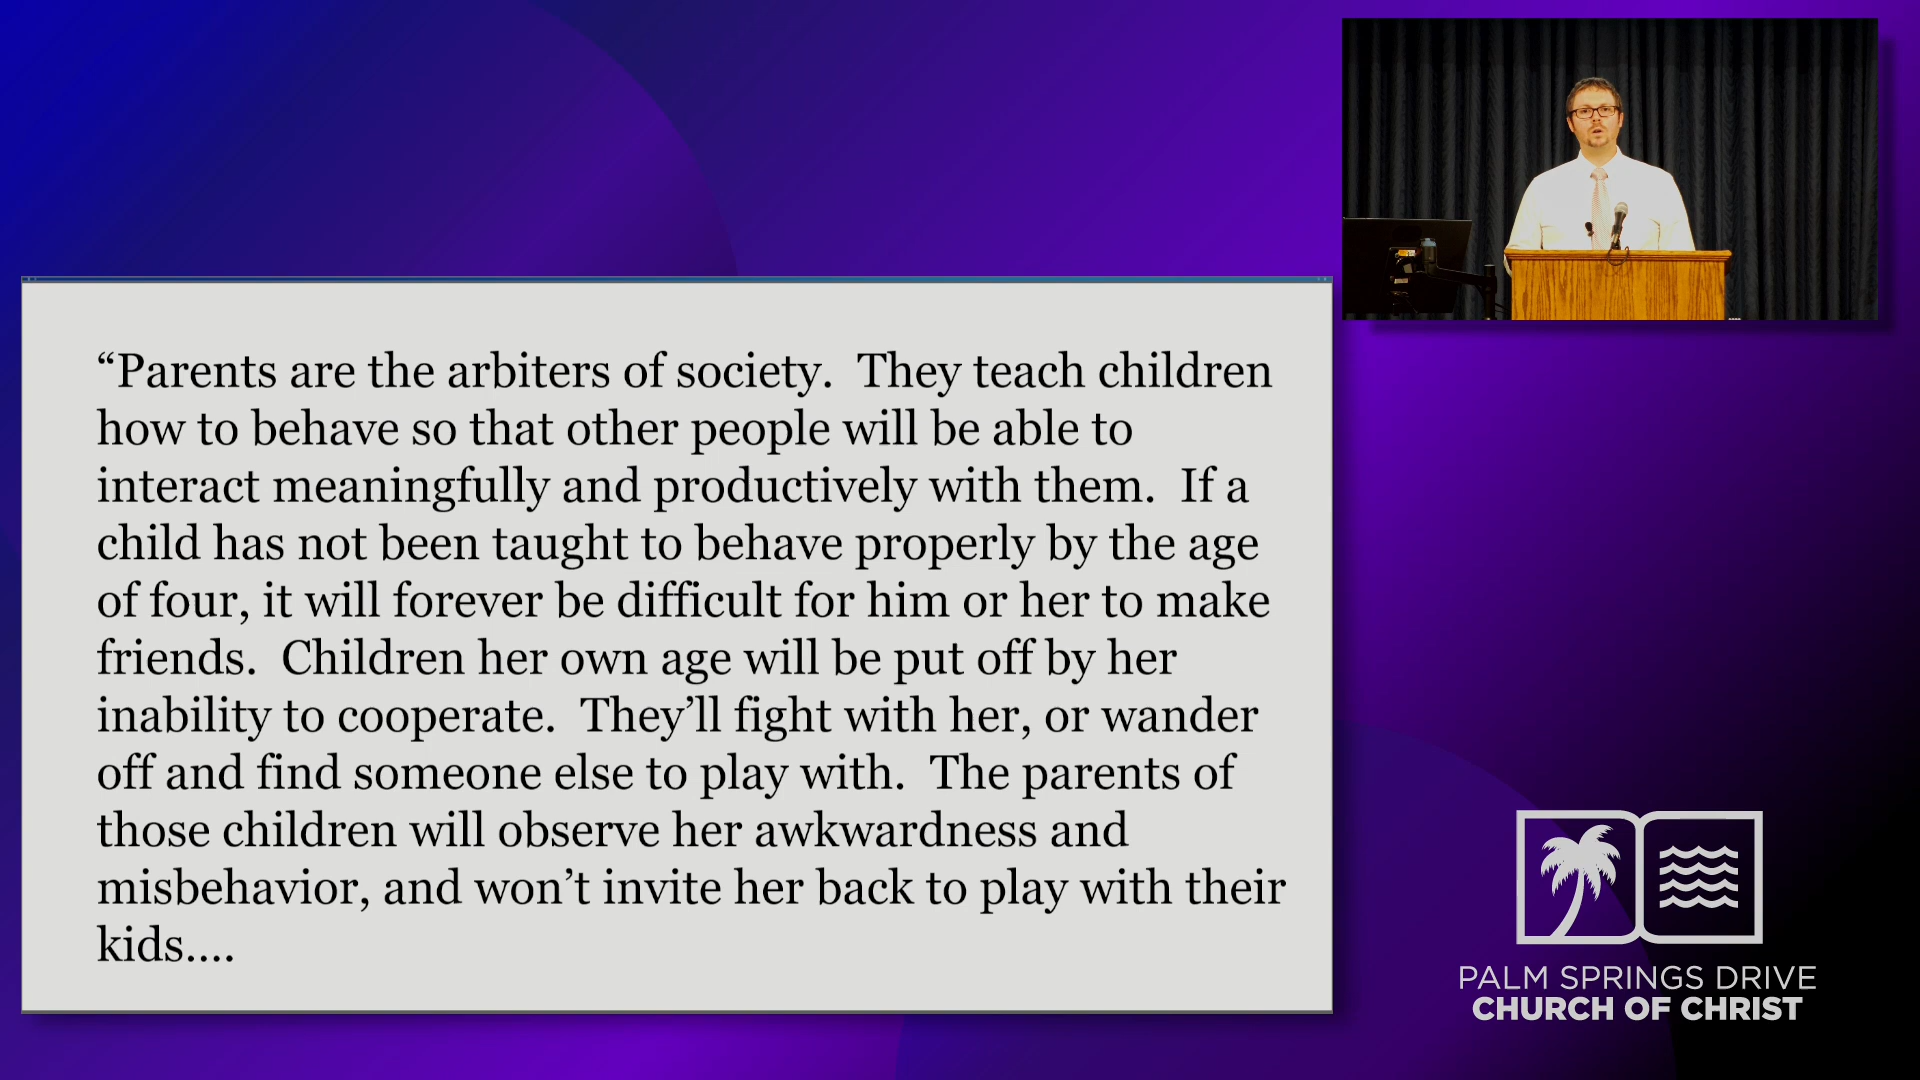 “Parents are the arbiters of society.  They teach children
how to behave so that other people will be able to
interact meaningfully and productively with them.  If a
child has not been taught to behave properly by the age
of four, it will forever be difficult for him or her to make
friends.  Children her own age will be put off by her
inability to cooperate.  They’ll fight with her, or wander
off and find someone else to play with.  The parents of
those children will observe her awkwardness and
misbehavior, and won’t invite her back to play with their
kids....
PALM SPRINGS DRIVE
CHURCH OF CHRIST